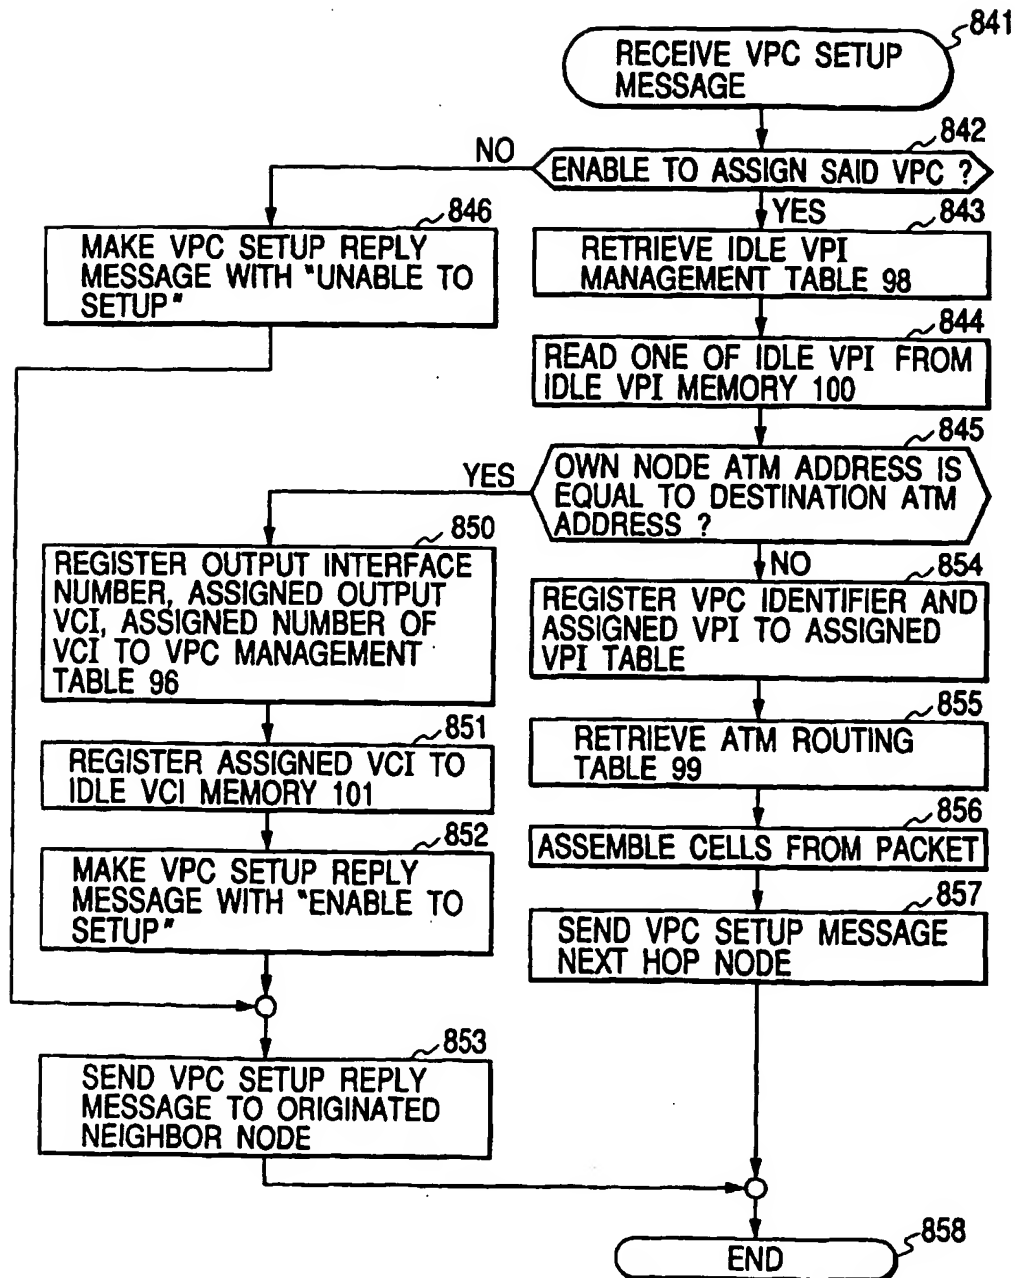 841
RECEIVE VPC SETUP
MESSAGE
842
NO
ENABLE TO ASSIGN SAID VPC ?
YES
846
MAKE VPC SETUP REPLY
MESSAGE WITH "UNABLE TO
SETUP"
843
RETRIEVE IDLE VPI
MANAGEMENT TABLE 98
844
READ ONE OF IDLE VPI FROM
IDLE VPI MEMORY 100
845
YES
OWN NODE ATM ADDRESS IS
EQUAL TO DESTINATION ATM
ADDRESS ?
NO
850
REGISTER OUTPUT INTERFACE
NUMBER, ASSIGNED OUTPUT
VCI, ASSIGNED NUMBER OF
VCI TO VPC MANAGEMENT
TABLE 96
854
REGISTER VPC IDENTIFIER AND
ASSIGNED VPI TO ASSIGNED
VPI TABLE
851
REGISTER ASSIGNED VCI TO
IDLE VCI MEMORY 101
855
RETRIEVE ATM ROUTING
TABLE 99
852
MAKE VPC SETUP REPLY
MESSAGE WITH "ENABLE TO
SETUP"
856
ASSEMBLE CELLS FROM PACKET
857
SEND VPC SETUP MESSAGE
NEXT HOP NODE
853
SEND VPC SETUP REPLY
MESSAGE TO ORIGINATED
NEIGHBOR NODE
858
END